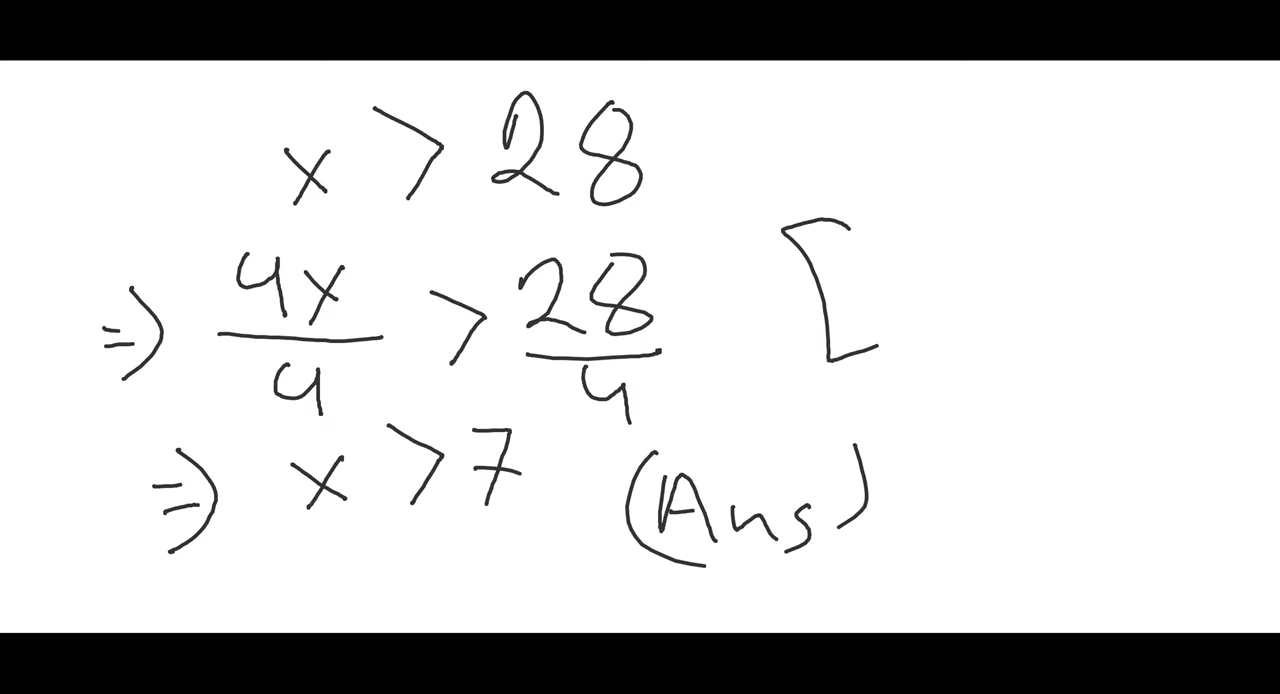 x > 28
=> 4x/4 > 28/4 [
=> x > 7 (Ans)